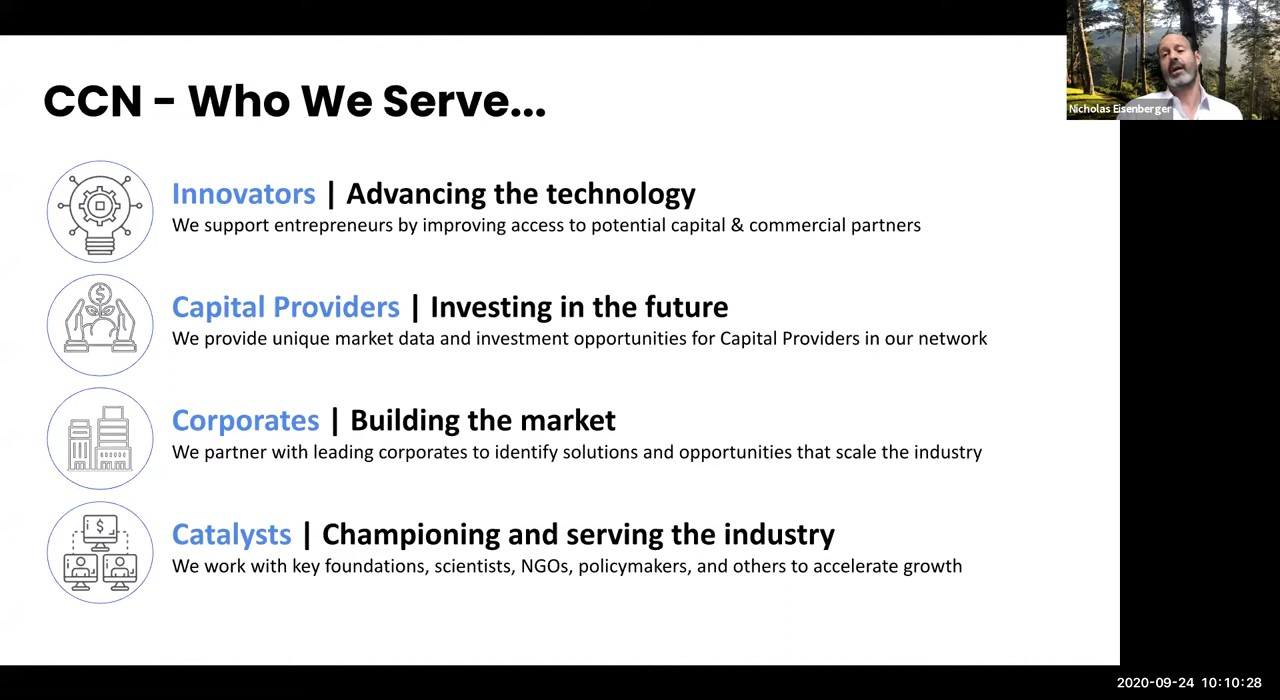 CCN - Who We Serve...
Nicholas Eisenberger
Innovators | Advancing the technology
We support entrepreneurs by improving access to potential capital & commercial partners
$
Capital Providers | Investing in the future
We provide unique market data and investment opportunities for Capital Providers in our network
Corporates | Building the market
We partner with leading corporates to identify solutions and opportunities that scale the industry
$
Catalysts | Championing and serving the industry
We work with key foundations, scientists, NGOs, policymakers, and others to accelerate growth
2020-09-24 10:10:28